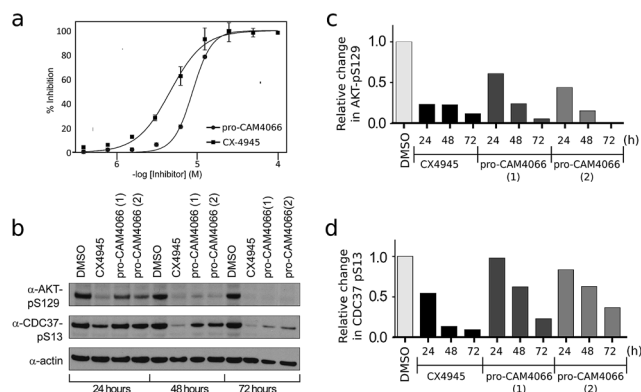 a
% Inhibition
100
80
60
40
20
0
6
5
4
-log [Inhibitor] (M)
pro-CAM4066
CX-4945
b
DMSO
CX4945
pro-CAM4066 (1)
pro-CAM4066 (2)
DMSO
CX4945
pro-CAM4066(1)
pro-CAM4066 (2)
DMSO
CX4945
pro-CAM4066(1)
pro-CAM4066(2)
α-AKT-
pS129
α-CDC37-
pS13
α-actin
24 hours
48 hours
72 hours
c
Relative change
in AKT-pS129
1.0
0.5
0.0
DMSO
24 48 72 24 48 72 24 48 72 (h)
CX4945
pro-CAM4066
(1)
pro-CAM4066
(2)
d
Relative change
in CDC37 pS13
1.0
0.5
0.0
DMSO
24 48 72 24 48 72 24 48 72 (h)
CX4945
pro-CAM4066
(1)
pro-CAM4066
(2)